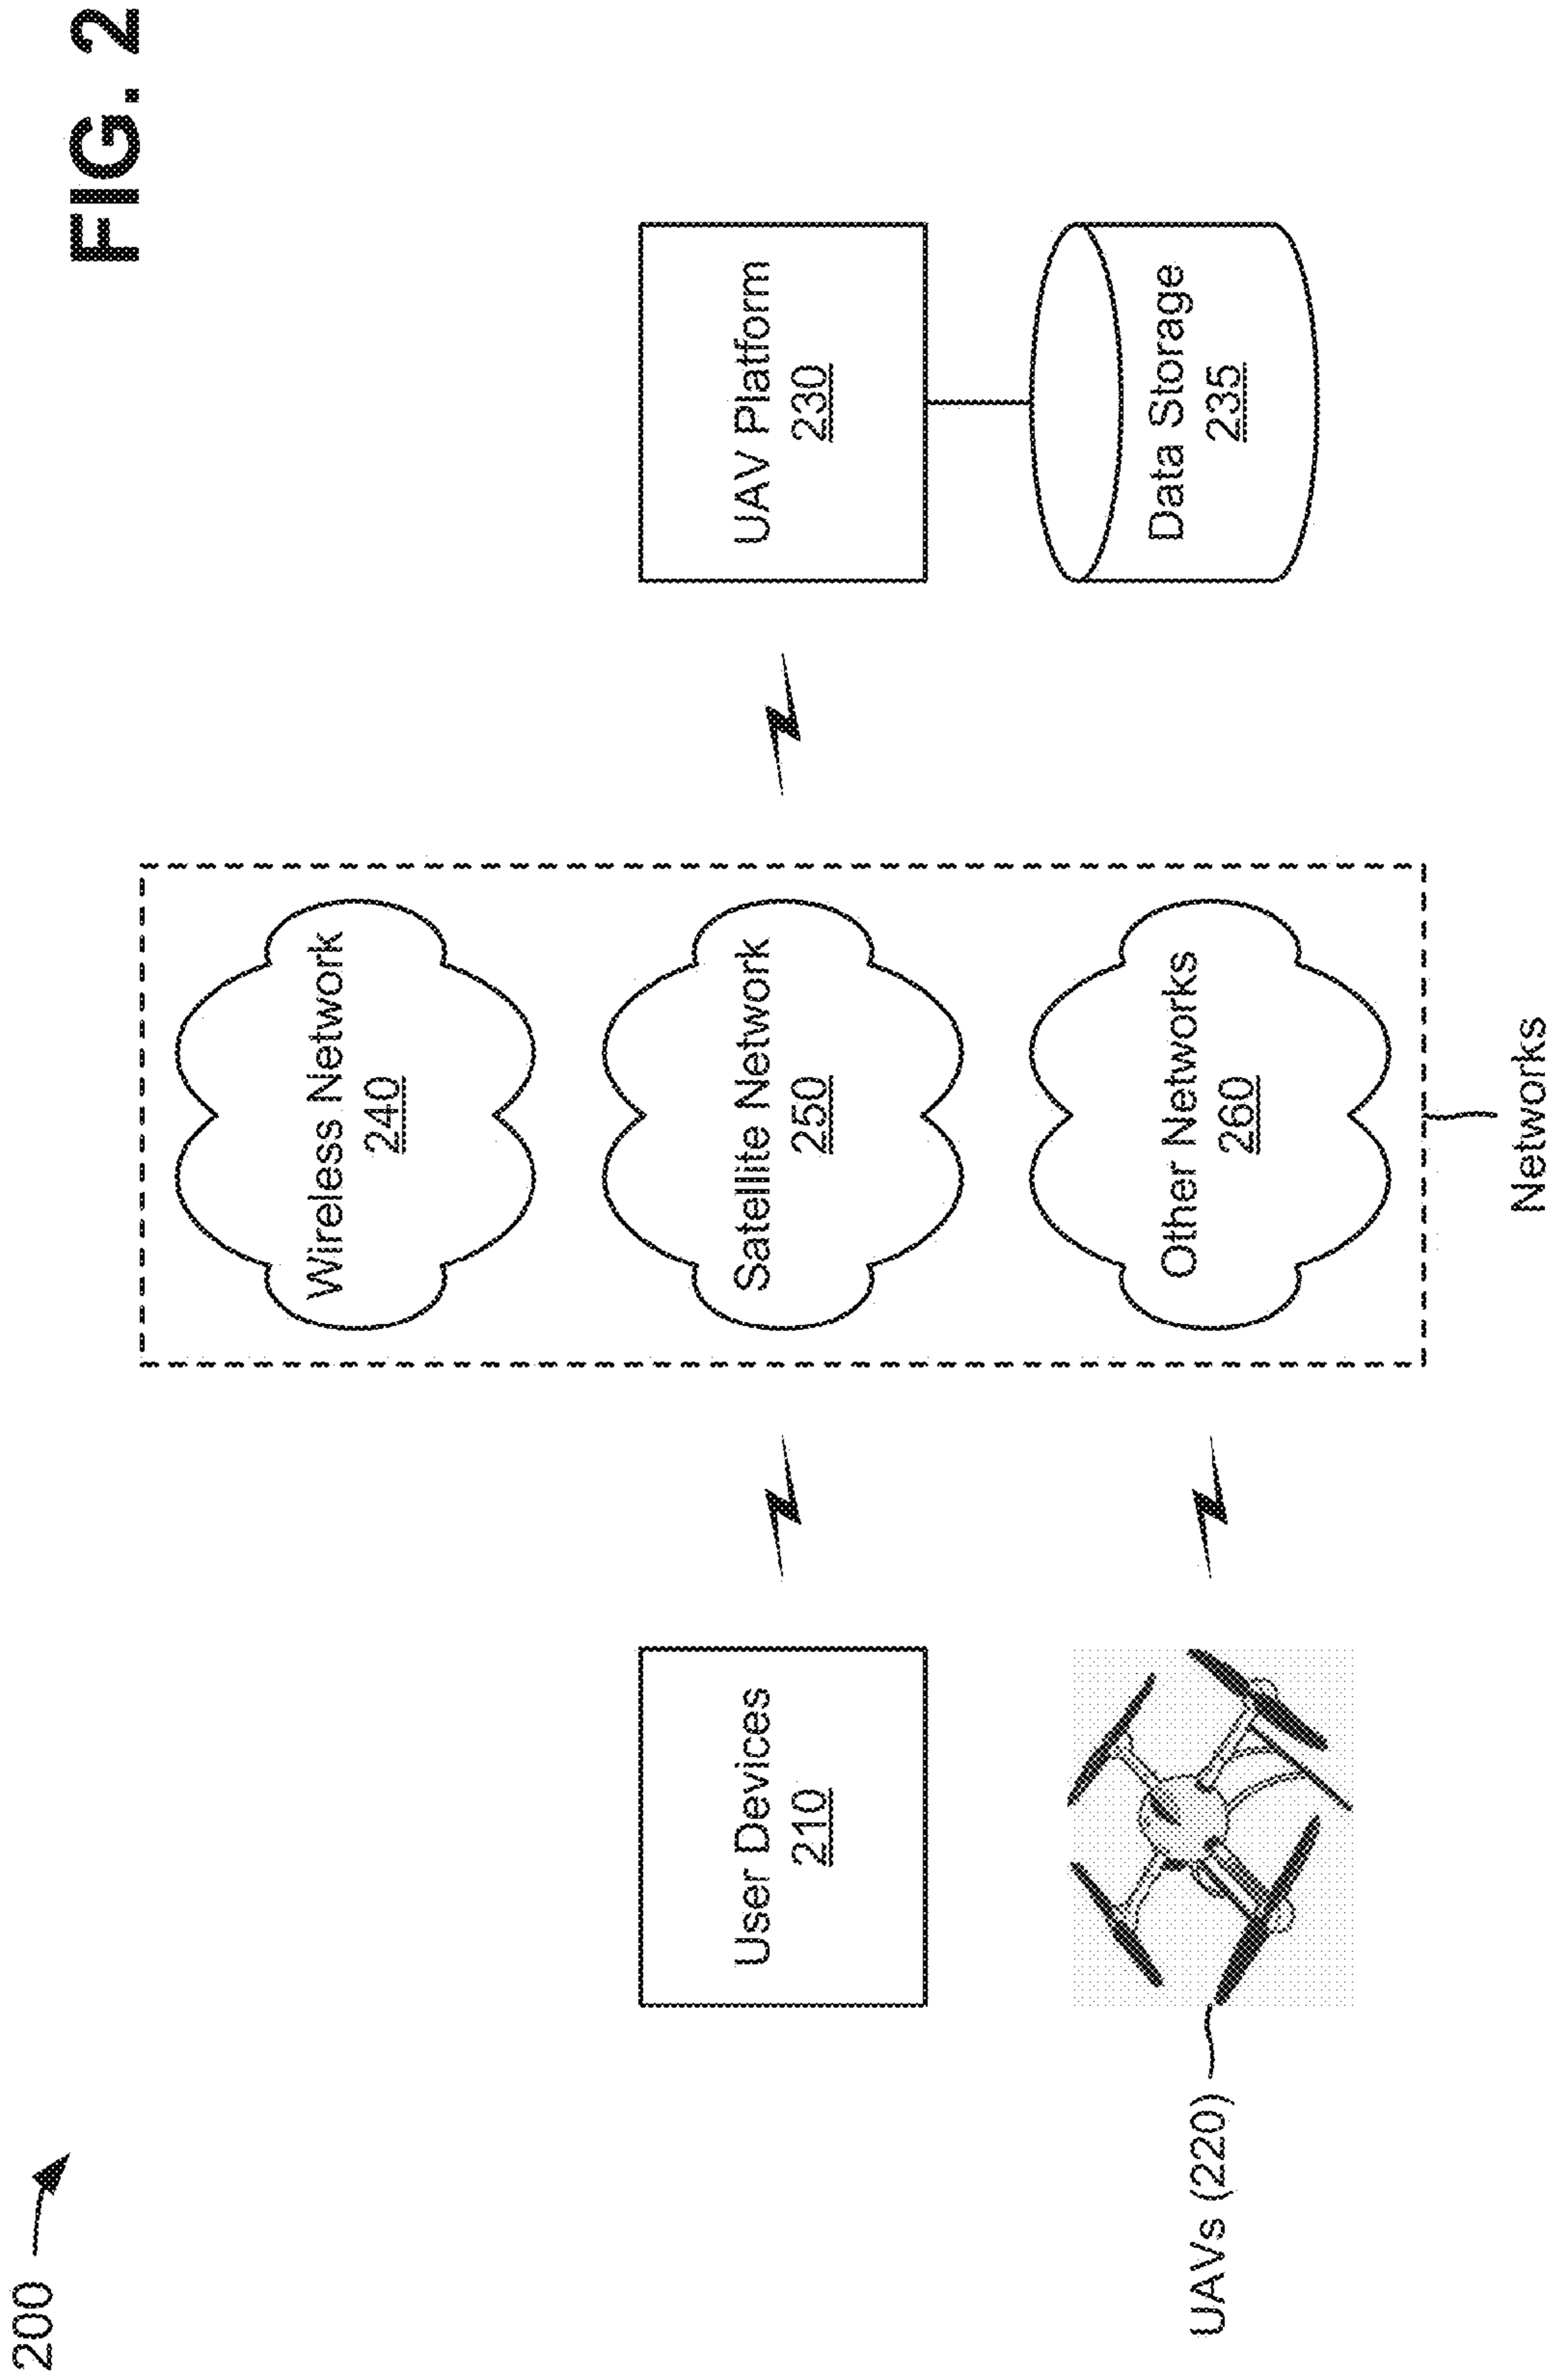 200
FIG. 2
Wireless Network
240
User Devices
210
Satellite Network
250
UAV Platform
230
UAVs (220)
Other Networks
260
Data Storage
235
Networks